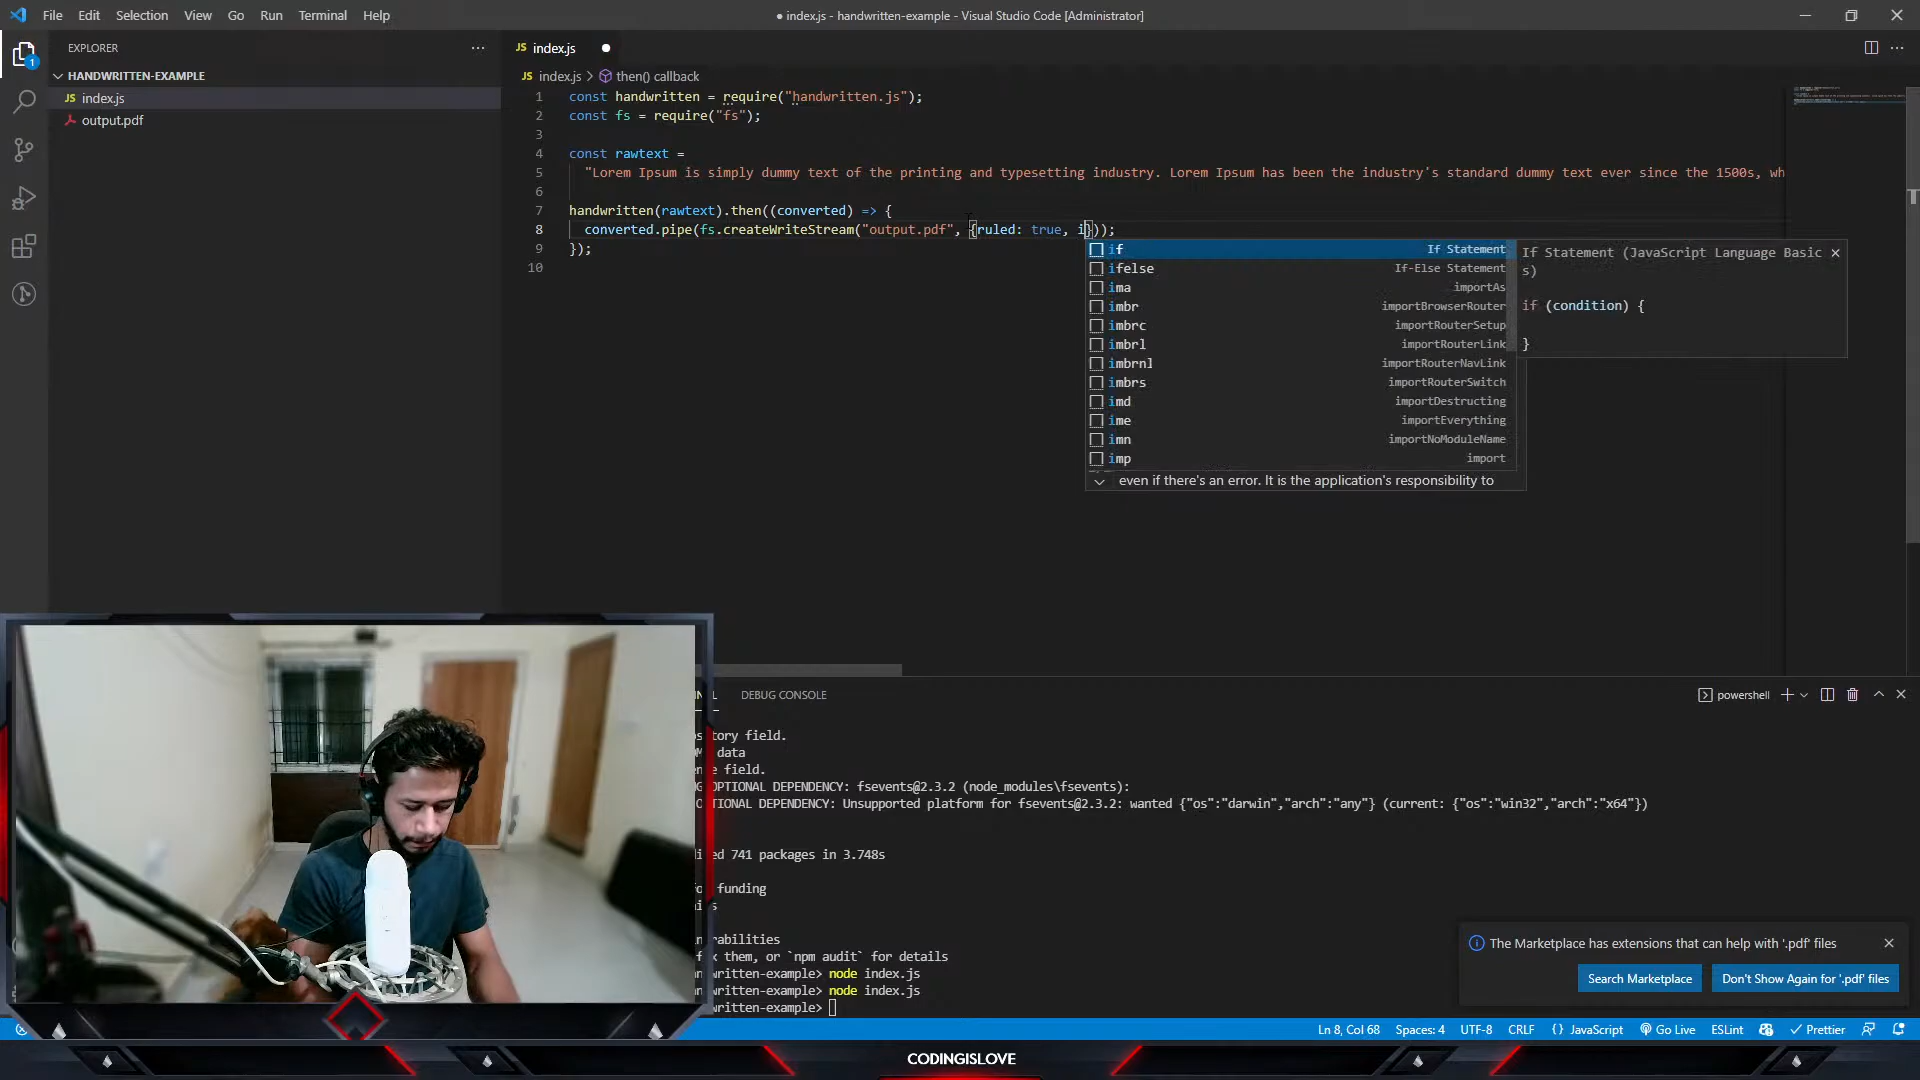 File Edit Selection View Go Run Terminal Help
● index.js - handwritten-example - Visual Studio Code [Administrator]
EXPLORER
HANDWRITTEN-EXAMPLE
JS index.js
output.pdf
1
JS index.js
JS index.js > then() callback
1 const handwritten = require("handwritten.js");
2 const fs = require("fs");
3
4 const rawtext =
5 "Lorem Ipsum is simply dummy text of the printing and typesetting industry. Lorem Ipsum has been the industry's standard dummy text ever since the 1500s, wh
6
7 handwritten(rawtext).then((converted) => {
8 converted.pipe(fs.createWriteStream("output.pdf", {ruled: true, i}));
9 });
10
if If Statement
ifelse If-Else Statement
ima importAs
imbr importBrowserRouter
imbrc importRouterSetup
imbrl importRouterLink
imbrnl importRouterNavLink
imbrs importRouterSwitch
imd importDestructing
ime importEverything
imn importNoModuleName
imp import
even if there's an error. It is the application's responsibility to
If Statement (JavaScript Language Basic
s)
if (condition) {
}
DEBUG CONSOLE
powershell
tory field.
data
field.
OPTIONAL DEPENDENCY: fsevents@2.3.2 (node_modules\fsevents):
TIONAL DEPENDENCY: Unsupported platform for fsevents@2.3.2: wanted {"os":"darwin","arch":"any"} (current: {"os":"win32","arch":"x64"})
ed 741 packages in 3.748s
funding
rabilities
them, or `npm audit` for details
written-example> node index.js
written-example> node index.js
written-example>
The Marketplace has extensions that can help with '.pdf' files
Search Marketplace
Don't Show Again for '.pdf' files
Ln 8, Col 68 Spaces: 4 UTF-8 CRLF {} JavaScript Go Live ESLint Prettier
CODINGISLOVE